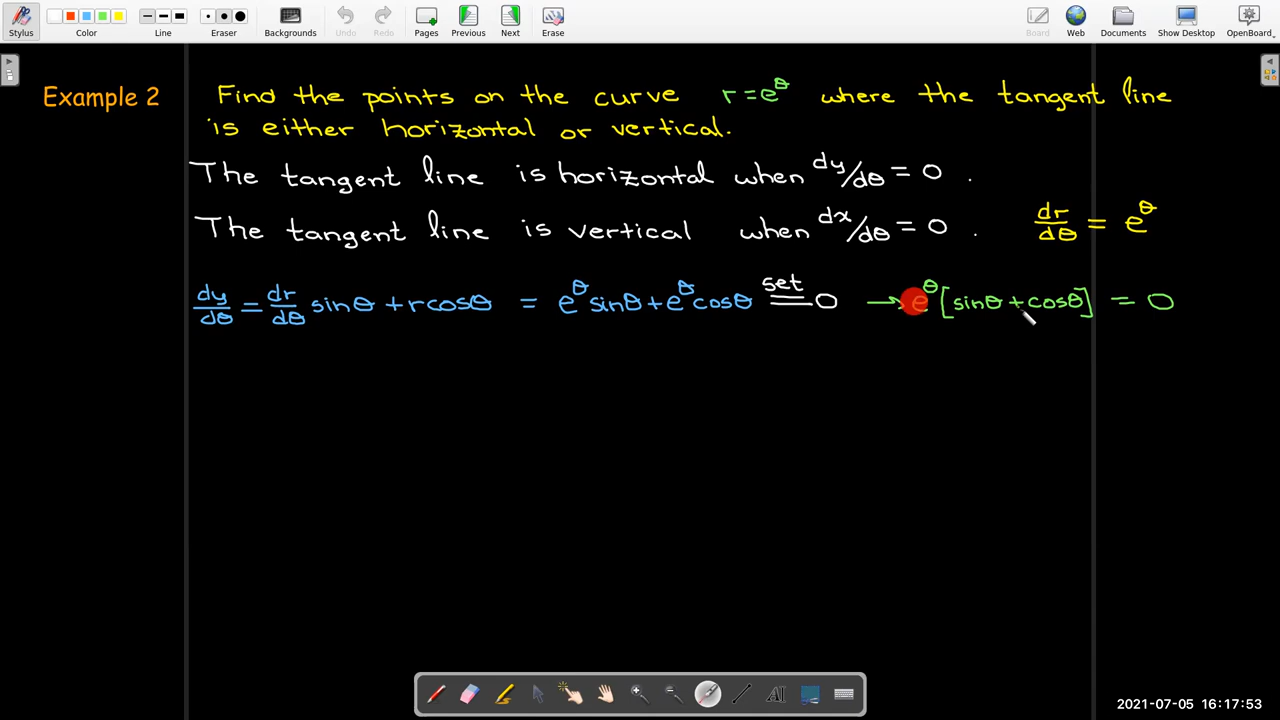 Stylus Color Line Eraser Backgrounds Undo Redo Pages Previous Next Erase Board Web Documents Show Desktop OpenBoard
Example 2 Find the points on the curve r = e^θ where the tangent line
is either horizontal or vertical.
The tangent line is horizontal when dy/dθ = 0 .
The tangent line is vertical when dx/dθ = 0 . dr/dθ = e^θ
dy/dθ = dr/dθ sinθ + r cosθ = e^θ sinθ + e^θ cosθ set = 0 → e^θ [sinθ + cosθ] = 0
AI
2021-07-05 16:17:53